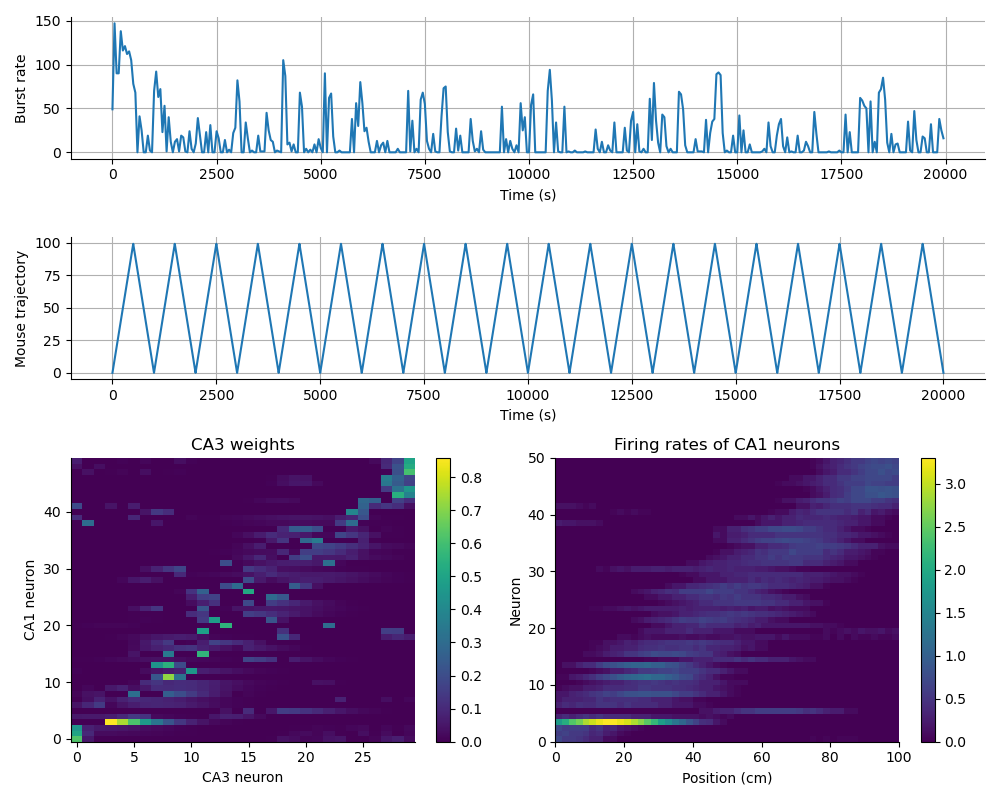 150
100
50
0
Burst rate
0 2500 5000 7500 10000 12500 15000 17500 20000
Time (s)
100
75
50
25
0
Mouse trajectory
0 2500 5000 7500 10000 12500 15000 17500 20000
Time (s)
CA3 weights
40
30
20
10
0
CA1 neuron
0 5 10 15 20 25
CA3 neuron
0.8
0.7
0.6
0.5
0.4
0.3
0.2
0.1
0.0
Firing rates of CA1 neurons
50
40
30
20
10
0
Neuron
0 20 40 60 80 100
Position (cm)
3.0
2.5
2.0
1.5
1.0
0.5
0.0